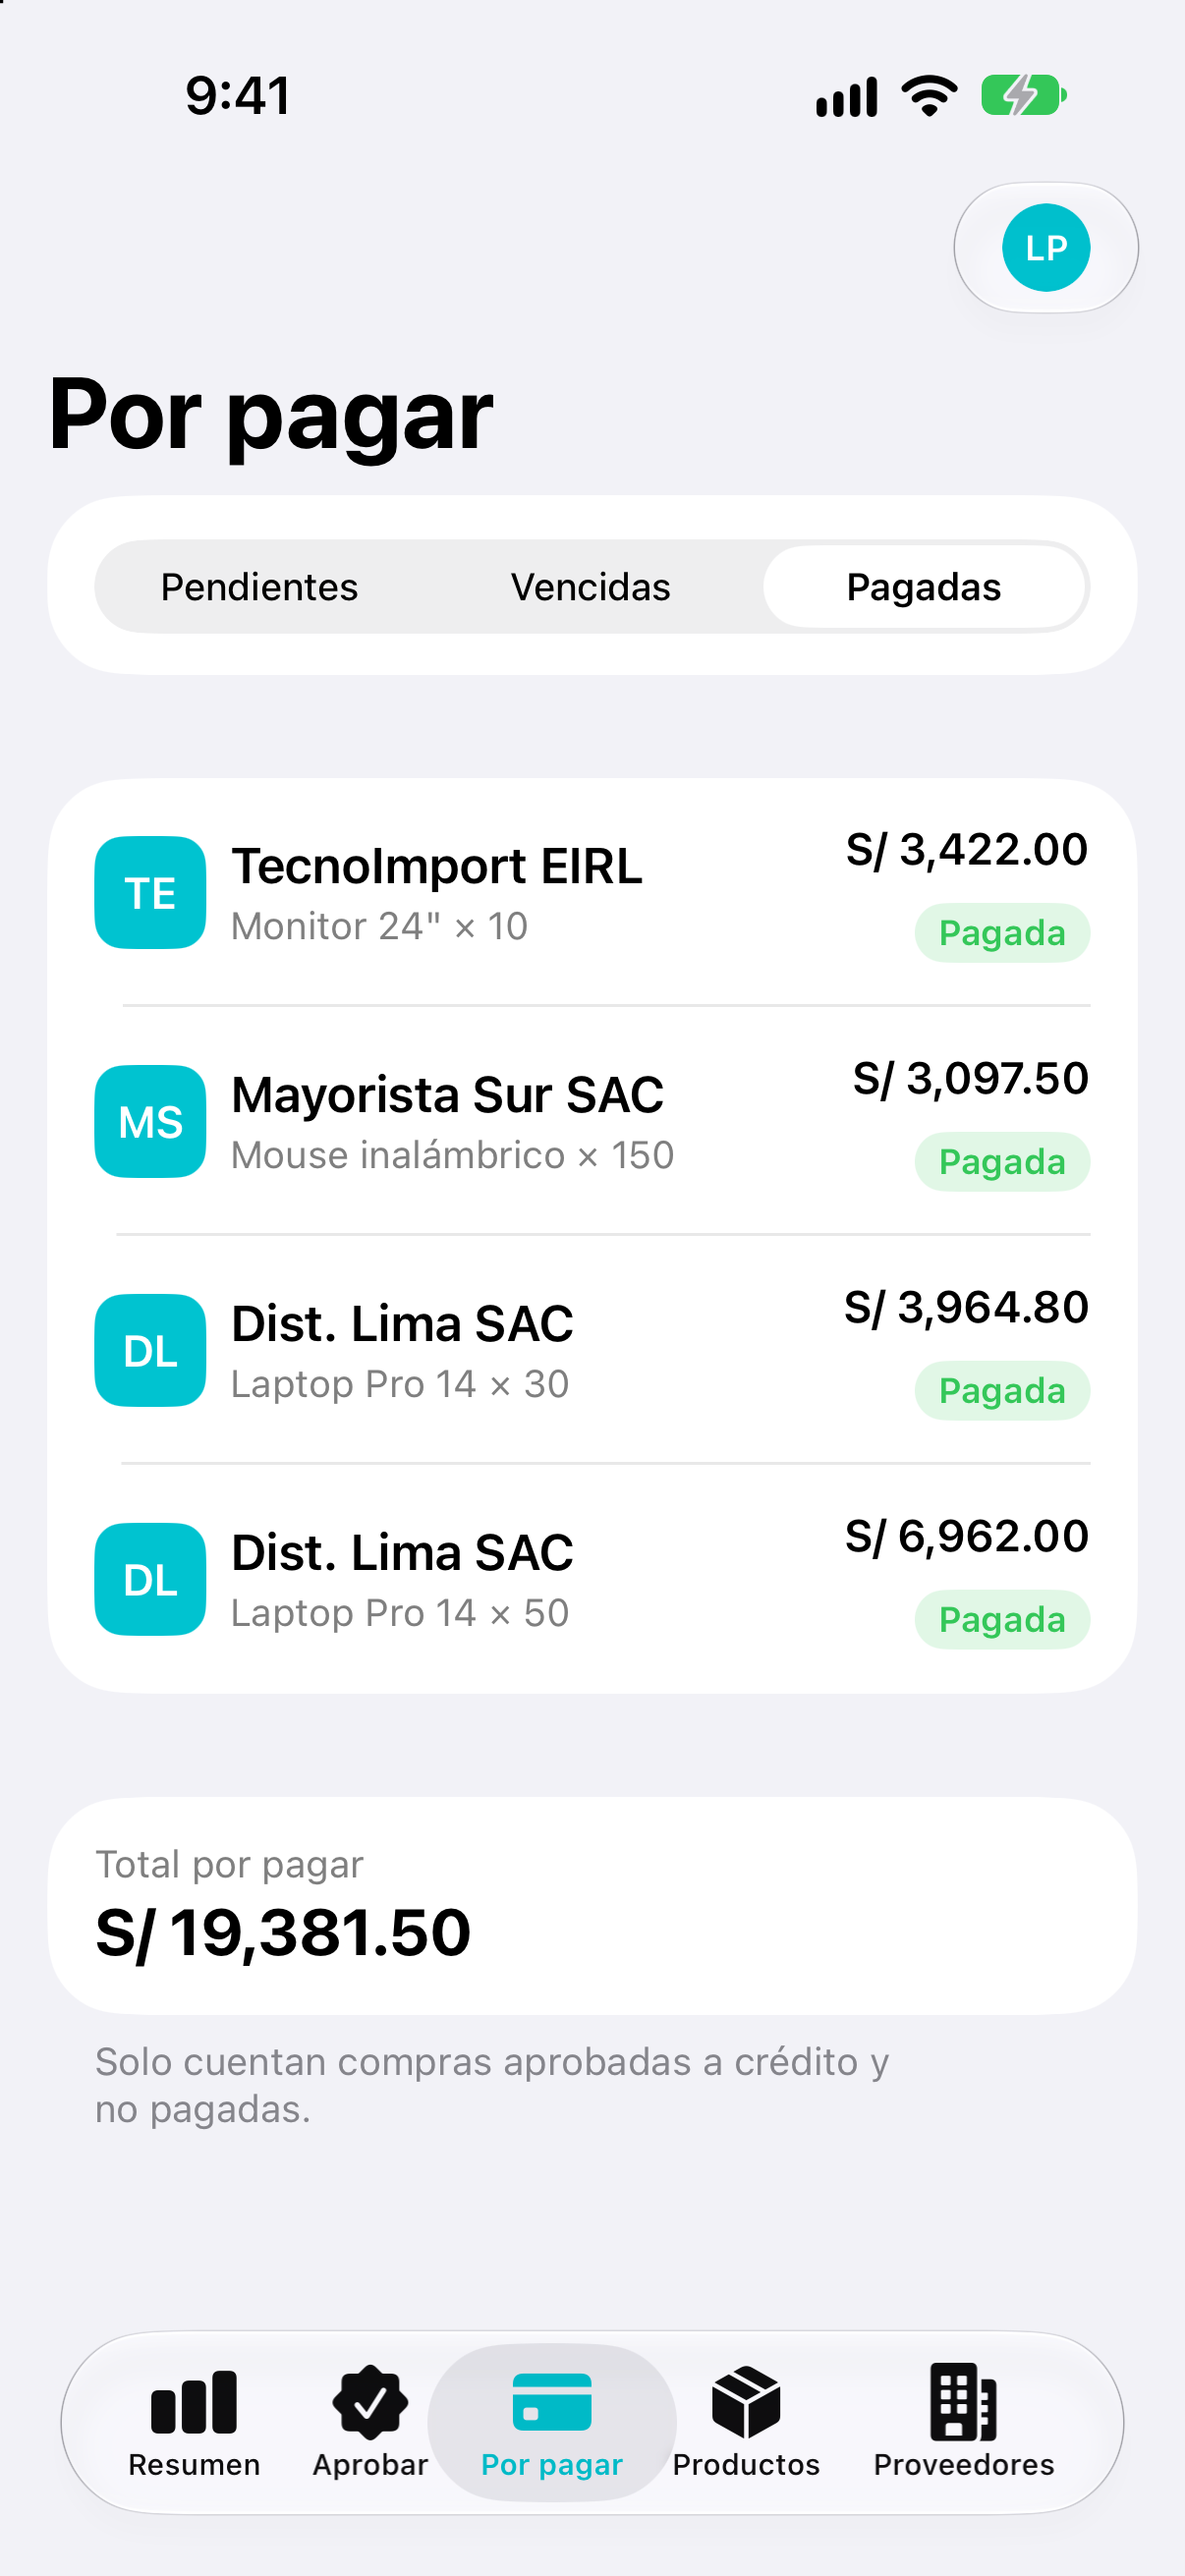 9:41
LP
Por pagar
Pendientes Vencidas Pagadas
TE
TecnoImport EIRL
Monitor 24" × 10
S/ 3,422.00
Pagada
MS
Mayorista Sur SAC
Mouse inalámbrico × 150
S/ 3,097.50
Pagada
DL
Dist. Lima SAC
Laptop Pro 14 × 30
S/ 3,964.80
Pagada
DL
Dist. Lima SAC
Laptop Pro 14 × 50
S/ 6,962.00
Pagada
Total por pagar
S/ 19,381.50
Solo cuentan compras aprobadas a crédito y
no pagadas.
Resumen Aprobar Por pagar Productos Proveedores